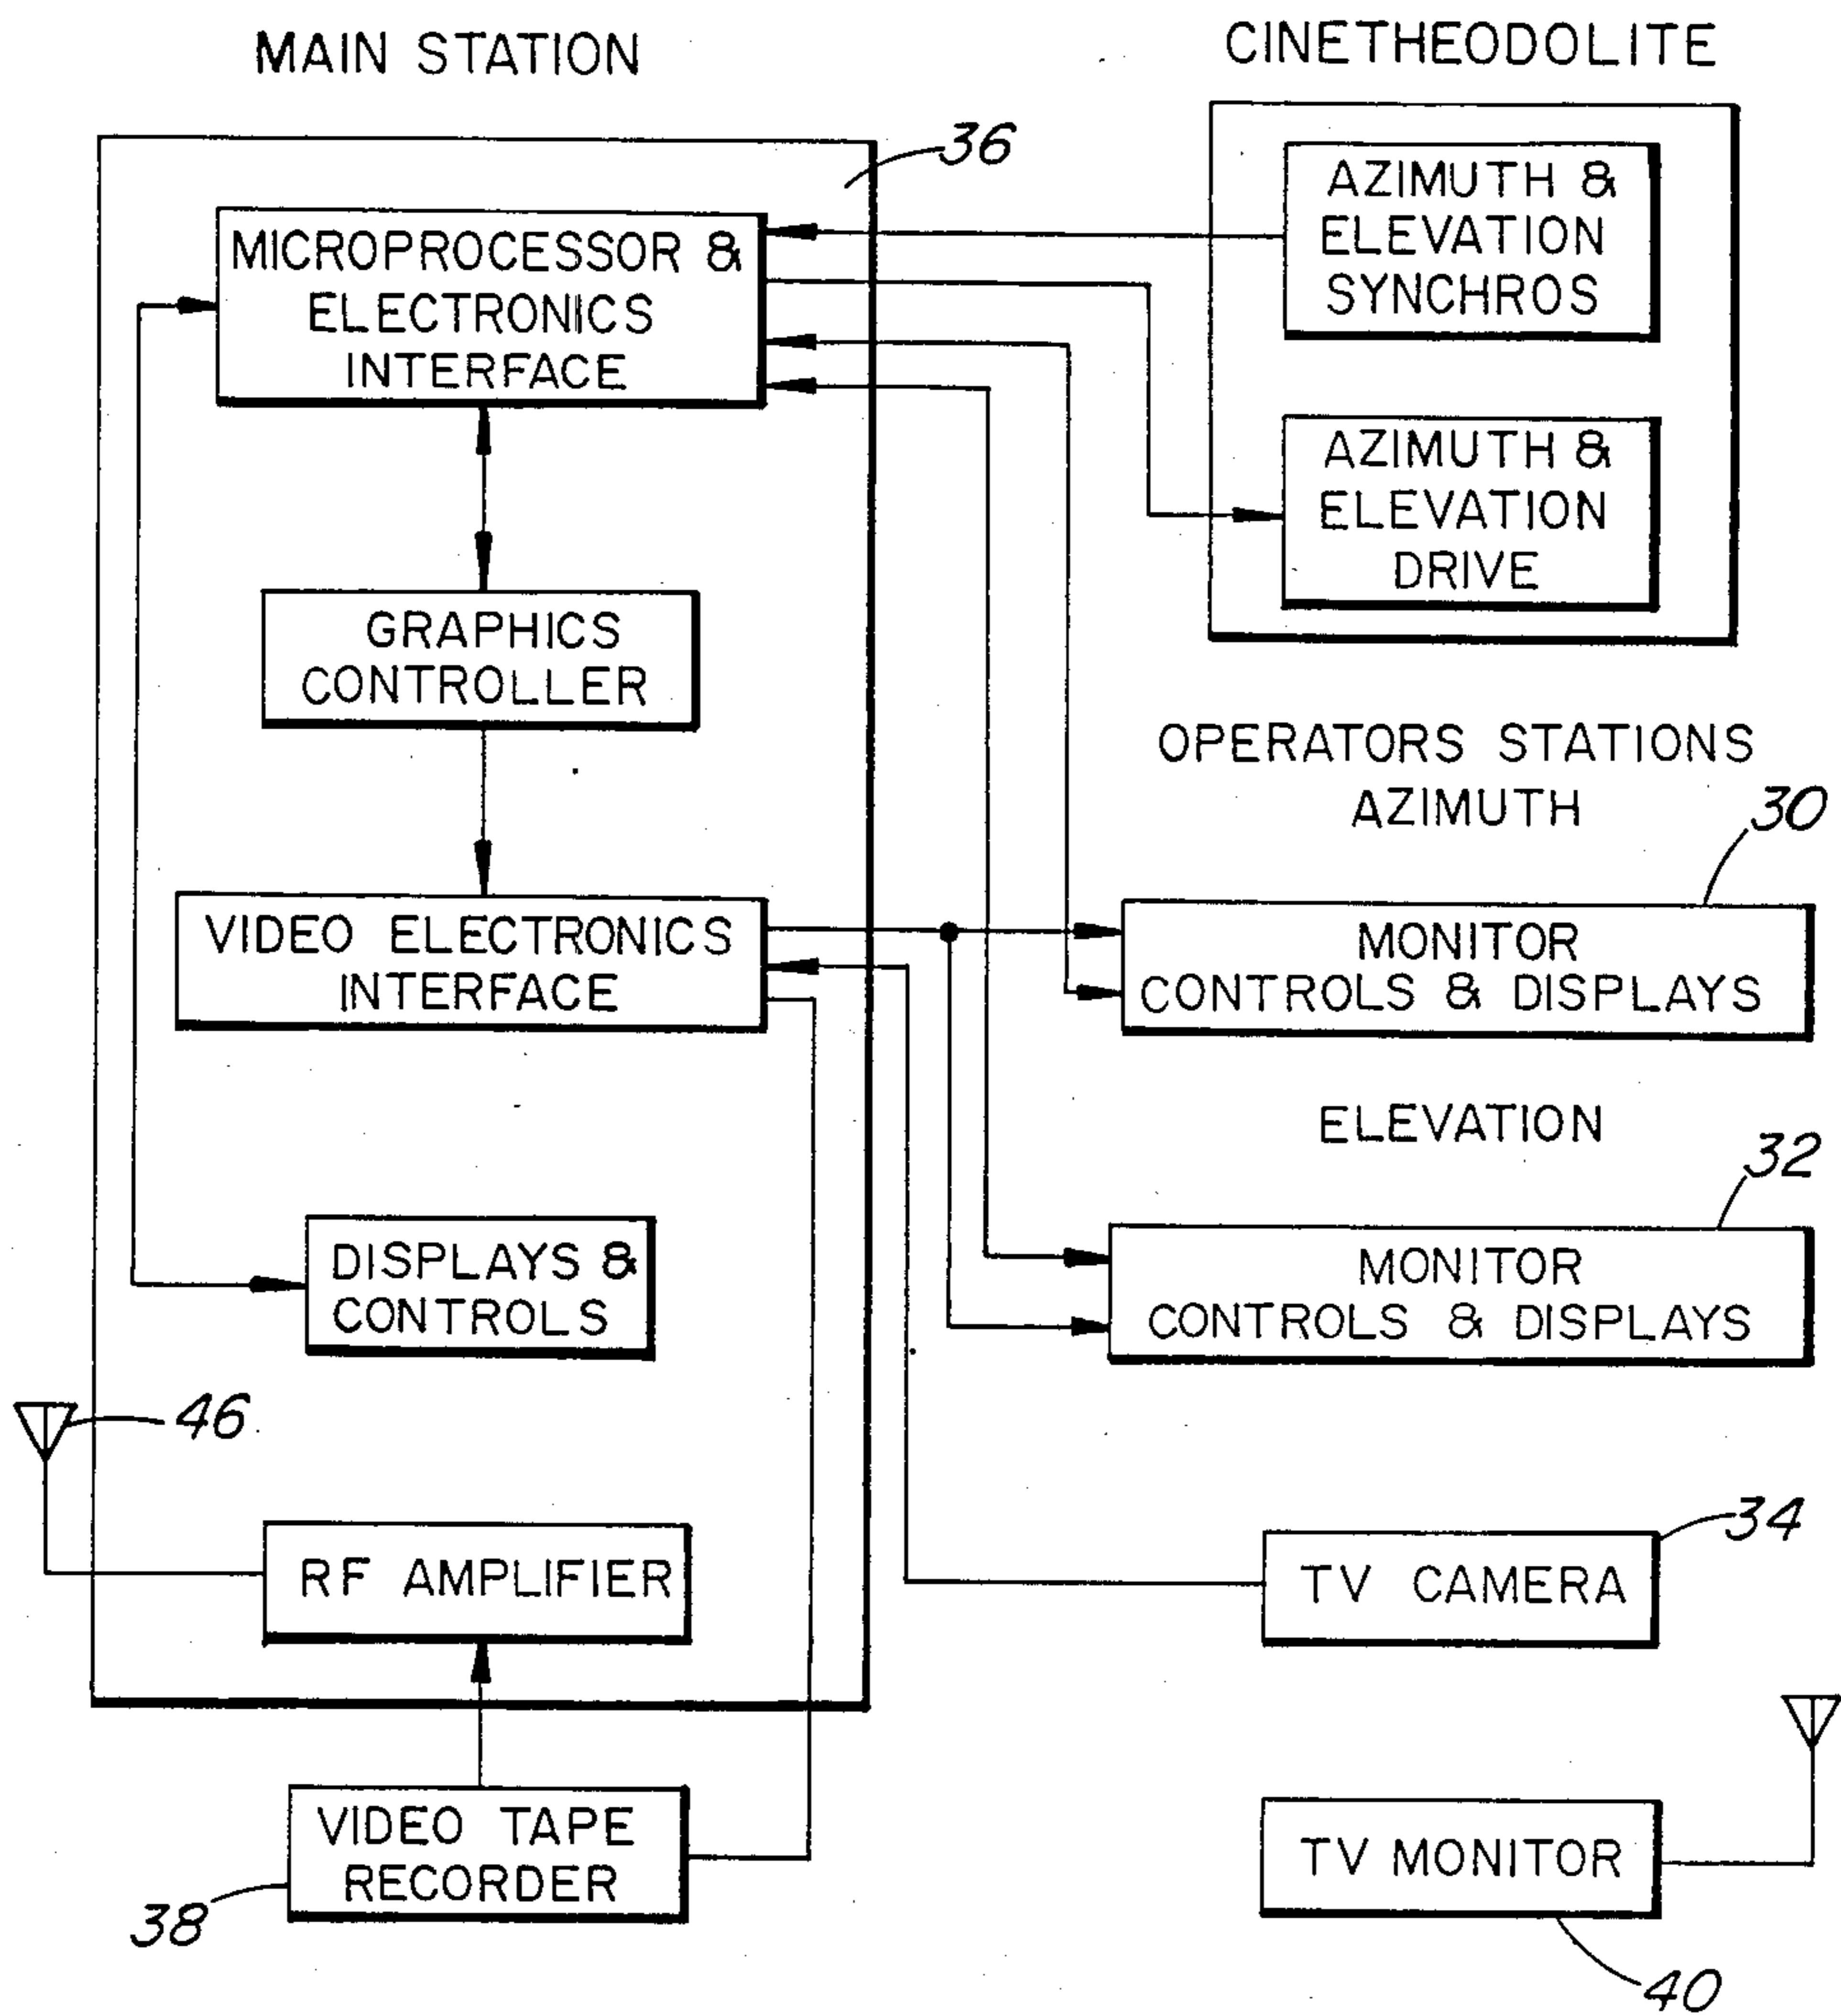 MAIN STATION
36
MICROPROCESSOR &
ELECTRONICS
INTERFACE
GRAPHICS
CONTROLLER
VIDEO ELECTRONICS
INTERFACE
DISPLAYS &
CONTROLS
46
RF AMPLIFIER
VIDEO TAPE
RECORDER
38
CINETHEODOLITE
AZIMUTH &
ELEVATION
SYNCHROS
AZIMUTH &
ELEVATION
DRIVE
OPERATORS STATIONS
AZIMUTH
30
MONITOR
CONTROLS & DISPLAYS
ELEVATION
32
MONITOR
CONTROLS & DISPLAYS
34
TV CAMERA
TV MONITOR
40